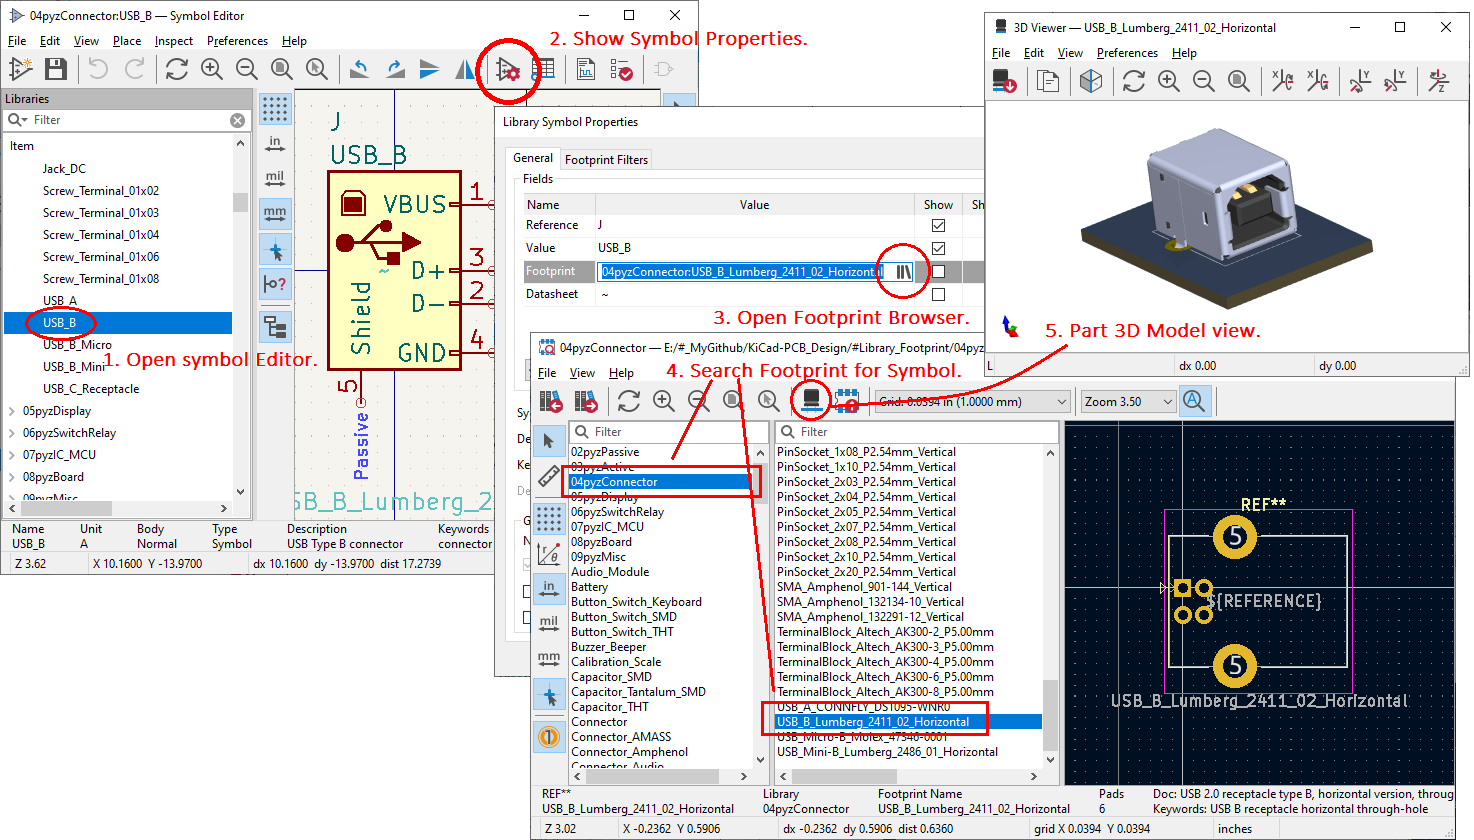 04pyzConnector:USB_B — Symbol Editor
File Edit View Place Inspect Preferences Help
2. Show Symbol Properties.
Libraries
Filter
Item
Jack_DC
Screw_Terminal_01x02
Screw_Terminal_01x03
Screw_Terminal_01x04
Screw_Terminal_01x06
Screw_Terminal_01x08
USB_A
USB_B
USB_B_Micro
USB_B_Mini
USB_C_Receptacle
05pyzDisplay
06pyzSwitchRelay
07pyzIC_MCU
08pyzBoard
09pyzMisc
1. Open symbol Editor.
in
mil
mm
J
USB_B
VBUS 1
D+ 3
D− 2
GND 4
Shield
5
Passive
~
SB_B_Lumberg_2
Name Unit Body Type Description Keywords
USB_B A Normal Symbol USB Type B connector connector
Z 3.62 X 10.1600 Y -13.9700 dx 10.1600 dy -13.9700 dist 17.2739
Library Symbol Properties
General Footprint Filters
Fields
Name Value Show Sh
Reference J
Value USB_B
Footprint 04pyzConnector:USB_B_Lumberg_2411_02_Horizontal
Datasheet ~
3. Open Footprint Browser.
3D Viewer — USB_B_Lumberg_2411_02_Horizontal
File Edit View Preferences Help
5. Part 3D Model view.
L dx 0.00 dy 0.00
04pyzConnector — E:/#_MyGithub/KiCad-PCB_Design/#Library_Footprint/04pyz
File View Help
4. Search Footprint for Symbol.
Grid: 0.0394 in (1.0000 mm) Zoom 3.50
Filter
02pyzPassive
03pyzActive
04pyzConnector
05pyzDisplay
06pyzSwitchRelay
07pyzIC_MCU
08pyzBoard
09pyzMisc
Audio_Module
Battery
Button_Switch_Keyboard
Button_Switch_SMD
Button_Switch_THT
Buzzer_Beeper
Calibration_Scale
Capacitor_SMD
Capacitor_Tantalum_SMD
Capacitor_THT
Connector
Connector_AMASS
Connector_Amphenol
Connector_Audio
in
mil
mm
Filter
PinSocket_1x08_P2.54mm_Vertical
PinSocket_1x10_P2.54mm_Vertical
PinSocket_2x03_P2.54mm_Vertical
PinSocket_2x04_P2.54mm_Vertical
PinSocket_2x05_P2.54mm_Vertical
PinSocket_2x07_P2.54mm_Vertical
PinSocket_2x08_P2.54mm_Vertical
PinSocket_2x10_P2.54mm_Vertical
PinSocket_2x20_P2.54mm_Vertical
SMA_Amphenol_901-144_Vertical
SMA_Amphenol_132134-10_Vertical
SMA_Amphenol_132291-12_Vertical
TerminalBlock_Altech_AK300-2_P5.00mm
TerminalBlock_Altech_AK300-3_P5.00mm
TerminalBlock_Altech_AK300-4_P5.00mm
TerminalBlock_Altech_AK300-6_P5.00mm
TerminalBlock_Altech_AK300-8_P5.00mm
USB_A_CONNFLY_DS1095-WNR0
USB_B_Lumberg_2411_02_Horizontal
USB_Micro-B_Molex_47346-0001
USB_Mini-B_Lumberg_2486_01_Horizontal
REF**
5
${REFERENCE}
5
USB_B_Lumberg_2411_02_Horizontal
REF** Library Footprint Name Pads Doc: USB 2.0 receptacle type B, horizontal version, throug
USB_B_Lumberg_2411_02_Horizontal 04pyzConnector USB_B_Lumberg_2411_02_Horizontal 6 Keywords: USB B receptacle horizontal through-hole
Z 3.02 X -0.2362 Y 0.5906 dx -0.2362 dy 0.5906 dist 0.6360 grid X 0.0394 Y 0.0394 inches